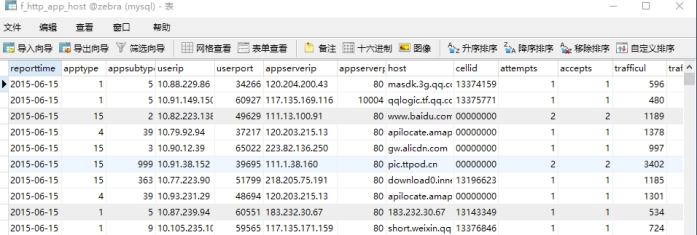 f_http_app_host @zebra (mysql) - 表
文件 编辑 查看 窗口 帮助
导入向导 导出向导 筛选向导 网格查看 表单查看 备注 十六进制 图像 升序排序 降序排序 移除排序 自定义排序
reporttime apptype appsubtype userip userport appserverip appserverp host cellid attempts accepts trafficul traf
2015-06-15 1 5 10.88.229.86 34266 120.204.200.43 80 masdk.3g.qq.c 13374159 1 1 596
2015-06-15 1 5 10.91.149.150 60927 117.135.169.116 10004 qqlogic.tf.qq.c 13375771 1 1 480
2015-06-15 15 2 10.82.223.138 49629 111.13.100.91 80 www.baidu.com 00000000 2 2 1189
2015-06-15 4 39 10.79.92.94 37217 120.203.215.13 80 apilocate.amap 00000000 1 1 1378
2015-06-15 15 3 10.90.12.39 65022 223.82.136.250 80 gw.alicdn.com 00000000 1 1 997
2015-06-15 15 999 10.91.38.152 39695 111.1.38.160 80 pic.ttpod.cn 00000000 2 2 3402
2015-06-15 15 363 10.77.223.90 51799 218.205.75.191 80 download0.inne 13196623 1 1 1185
2015-06-15 4 39 10.93.231.29 48694 120.203.215.13 80 apilocate.amap 00000000 1 1 1301
2015-06-15 1 5 10.87.239.94 60551 183.232.30.67 80 183.232.30.67 13143349 1 1 534
2015-06-15 1 9 10.105.235.10 59565 117.135.171.159 80 short.weixin.qq 13376846 1 1 704